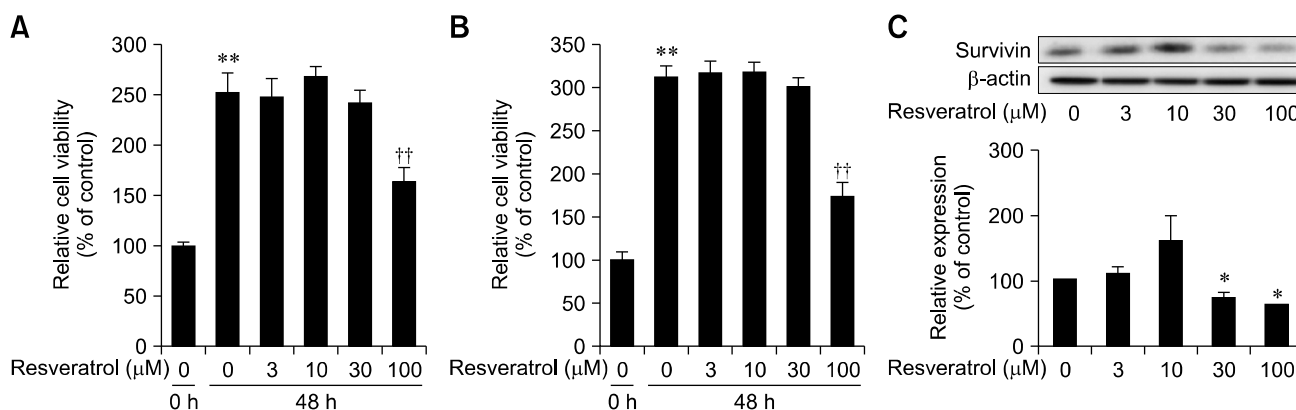 A
Relative cell viability
(% of control)
300
250
200
150
100
50
0
**
††
Resveratrol (μM) 0 0 3 10 30 100
0 h 48 h
B
Relative cell viability
(% of control)
350
300
250
200
150
100
50
0
**
††
0 0 3 10 30 100
0 h 48 h
C
Survivin
β-actin
Resveratrol (μM) 0 3 10 30 100
Relative expression
(% of control)
300
200
100
0
*
*
Resveratrol (μM) 0 3 10 30 100